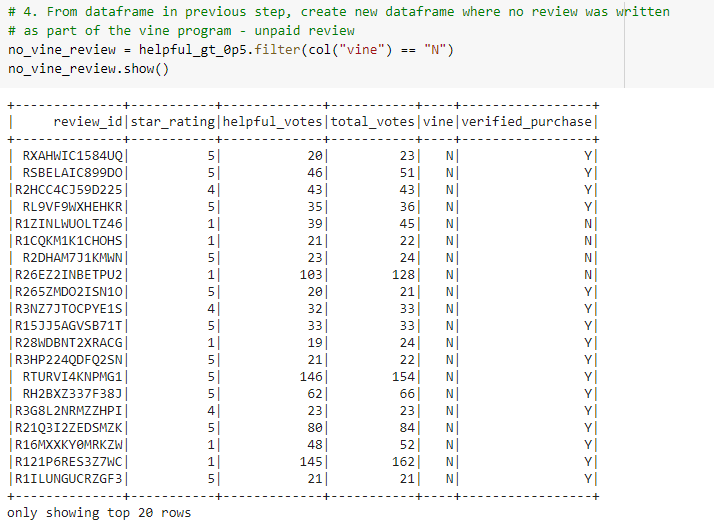 # 4. From dataframe in previous step, create new dataframe where no review was written
# as part of the vine program - unpaid review
no_vine_review = helpful_gt_0p5.filter(col("vine") == "N")
no_vine_review.show()
+--------------+-----------+-------------+-----------+----+-----------------+
|     review_id|star_rating|helpful_votes|total_votes|vine|verified_purchase|
+--------------+-----------+-------------+-----------+----+-----------------+
| RXAHWIC1584UQ|          5|           20|         23|   N|                Y|
| RSBELAIC899DO|          5|           46|         51|   N|                Y|
|R2HCC4CJ59D225|          4|           43|         43|   N|                Y|
| RL9VF9WXHEHKR|          5|           35|         36|   N|                Y|
|R1ZINLWUOLTZ46|          1|           39|         45|   N|                N|
|R1CQKM1K1CHOHS|          1|           21|         22|   N|                N|
| R2DHAM7J1KMWN|          5|           23|         24|   N|                N|
|R26EZ2INBETPU2|          1|          103|        128|   N|                N|
|R265ZMDO2ISN1O|          5|           20|         21|   N|                Y|
|R3NZ7JTOCPYE1S|          4|           32|         33|   N|                Y|
|R15JJ5AGVSB71T|          5|           33|         33|   N|                Y|
|R28WDBNT2XRACG|          1|           19|         24|   N|                Y|
|R3HP224QDFQ2SN|          5|           21|         22|   N|                Y|
| RTURVI4KNPMG1|          5|          146|        154|   N|                Y|
| RH2BXZ337F38J|          5|           62|         66|   N|                Y|
|R3G8L2NRMZZHPI|          4|           23|         23|   N|                Y|
|R21Q3I2ZEDSMZK|          5|           80|         84|   N|                Y|
|R16MXXKY0MRKZW|          1|           48|         52|   N|                Y|
|R121P6RES3Z7WC|          1|          145|        162|   N|                Y|
|R1ILUNGUCRZGF3|          5|           21|         21|   N|                Y|
+--------------+-----------+-------------+-----------+----+-----------------+
only showing top 20 rows